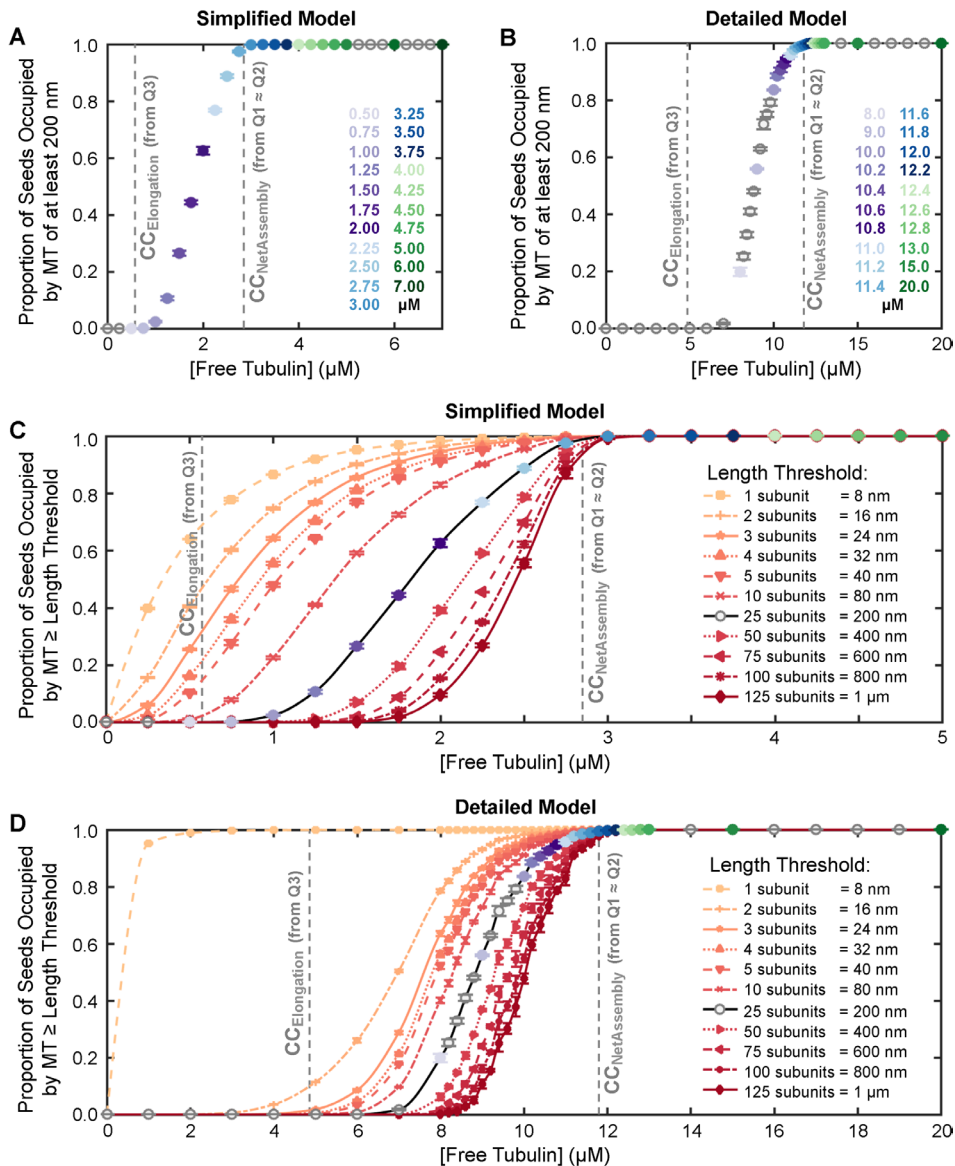 Simplified Model
A
Proportion of Seeds Occupied
by MT of at least 200 nm
1.0
0.8
0.6
0.4
0.2
0.0
CC_Elongation (from Q3)
CC_NetAssembly (from Q1 ≈ Q2)
0.50 3.25
0.75 3.50
1.00 3.75
1.25 4.00
1.50 4.25
1.75 4.50
2.00 4.75
2.25 5.00
2.50 6.00
2.75 7.00
3.00 µM
0 2 4 6
[Free Tubulin] (µM)
Detailed Model
B
Proportion of Seeds Occupied
by MT of at least 200 nm
1.0
0.8
0.6
0.4
0.2
0.0
CC_Elongation (from Q3)
CC_NetAssembly (from Q1 ≈ Q2)
8.0 11.6
9.0 11.8
10.0 12.0
10.2 12.2
10.4 12.4
10.6 12.6
10.8 12.8
11.0 13.0
11.2 15.0
11.4 20.0
µM
0 5 10 15 20
[Free Tubulin] (µM)
Simplified Model
C
Proportion of Seeds Occupied
by MT ≥ Length Threshold
1.0
0.8
0.6
0.4
0.2
0.0
CC_Elongation (from Q3)
CC_NetAssembly (from Q1 ≈ Q2)
Length Threshold:
1 subunit = 8 nm
2 subunits = 16 nm
3 subunits = 24 nm
4 subunits = 32 nm
5 subunits = 40 nm
10 subunits = 80 nm
25 subunits = 200 nm
50 subunits = 400 nm
75 subunits = 600 nm
100 subunits = 800 nm
125 subunits = 1 µm
0 1 2 3 4 5
[Free Tubulin] (µM)
Detailed Model
D
Proportion of Seeds Occupied
by MT ≥ Length Threshold
1.0
0.8
0.6
0.4
0.2
0.0
CC_Elongation (from Q3)
CC_NetAssembly (from Q1 ≈ Q2)
Length Threshold:
1 subunit = 8 nm
2 subunits = 16 nm
3 subunits = 24 nm
4 subunits = 32 nm
5 subunits = 40 nm
10 subunits = 80 nm
25 subunits = 200 nm
50 subunits = 400 nm
75 subunits = 600 nm
100 subunits = 800 nm
125 subunits = 1 µm
0 2 4 6 8 10 12 14 16 18 20
[Free Tubulin] (µM)